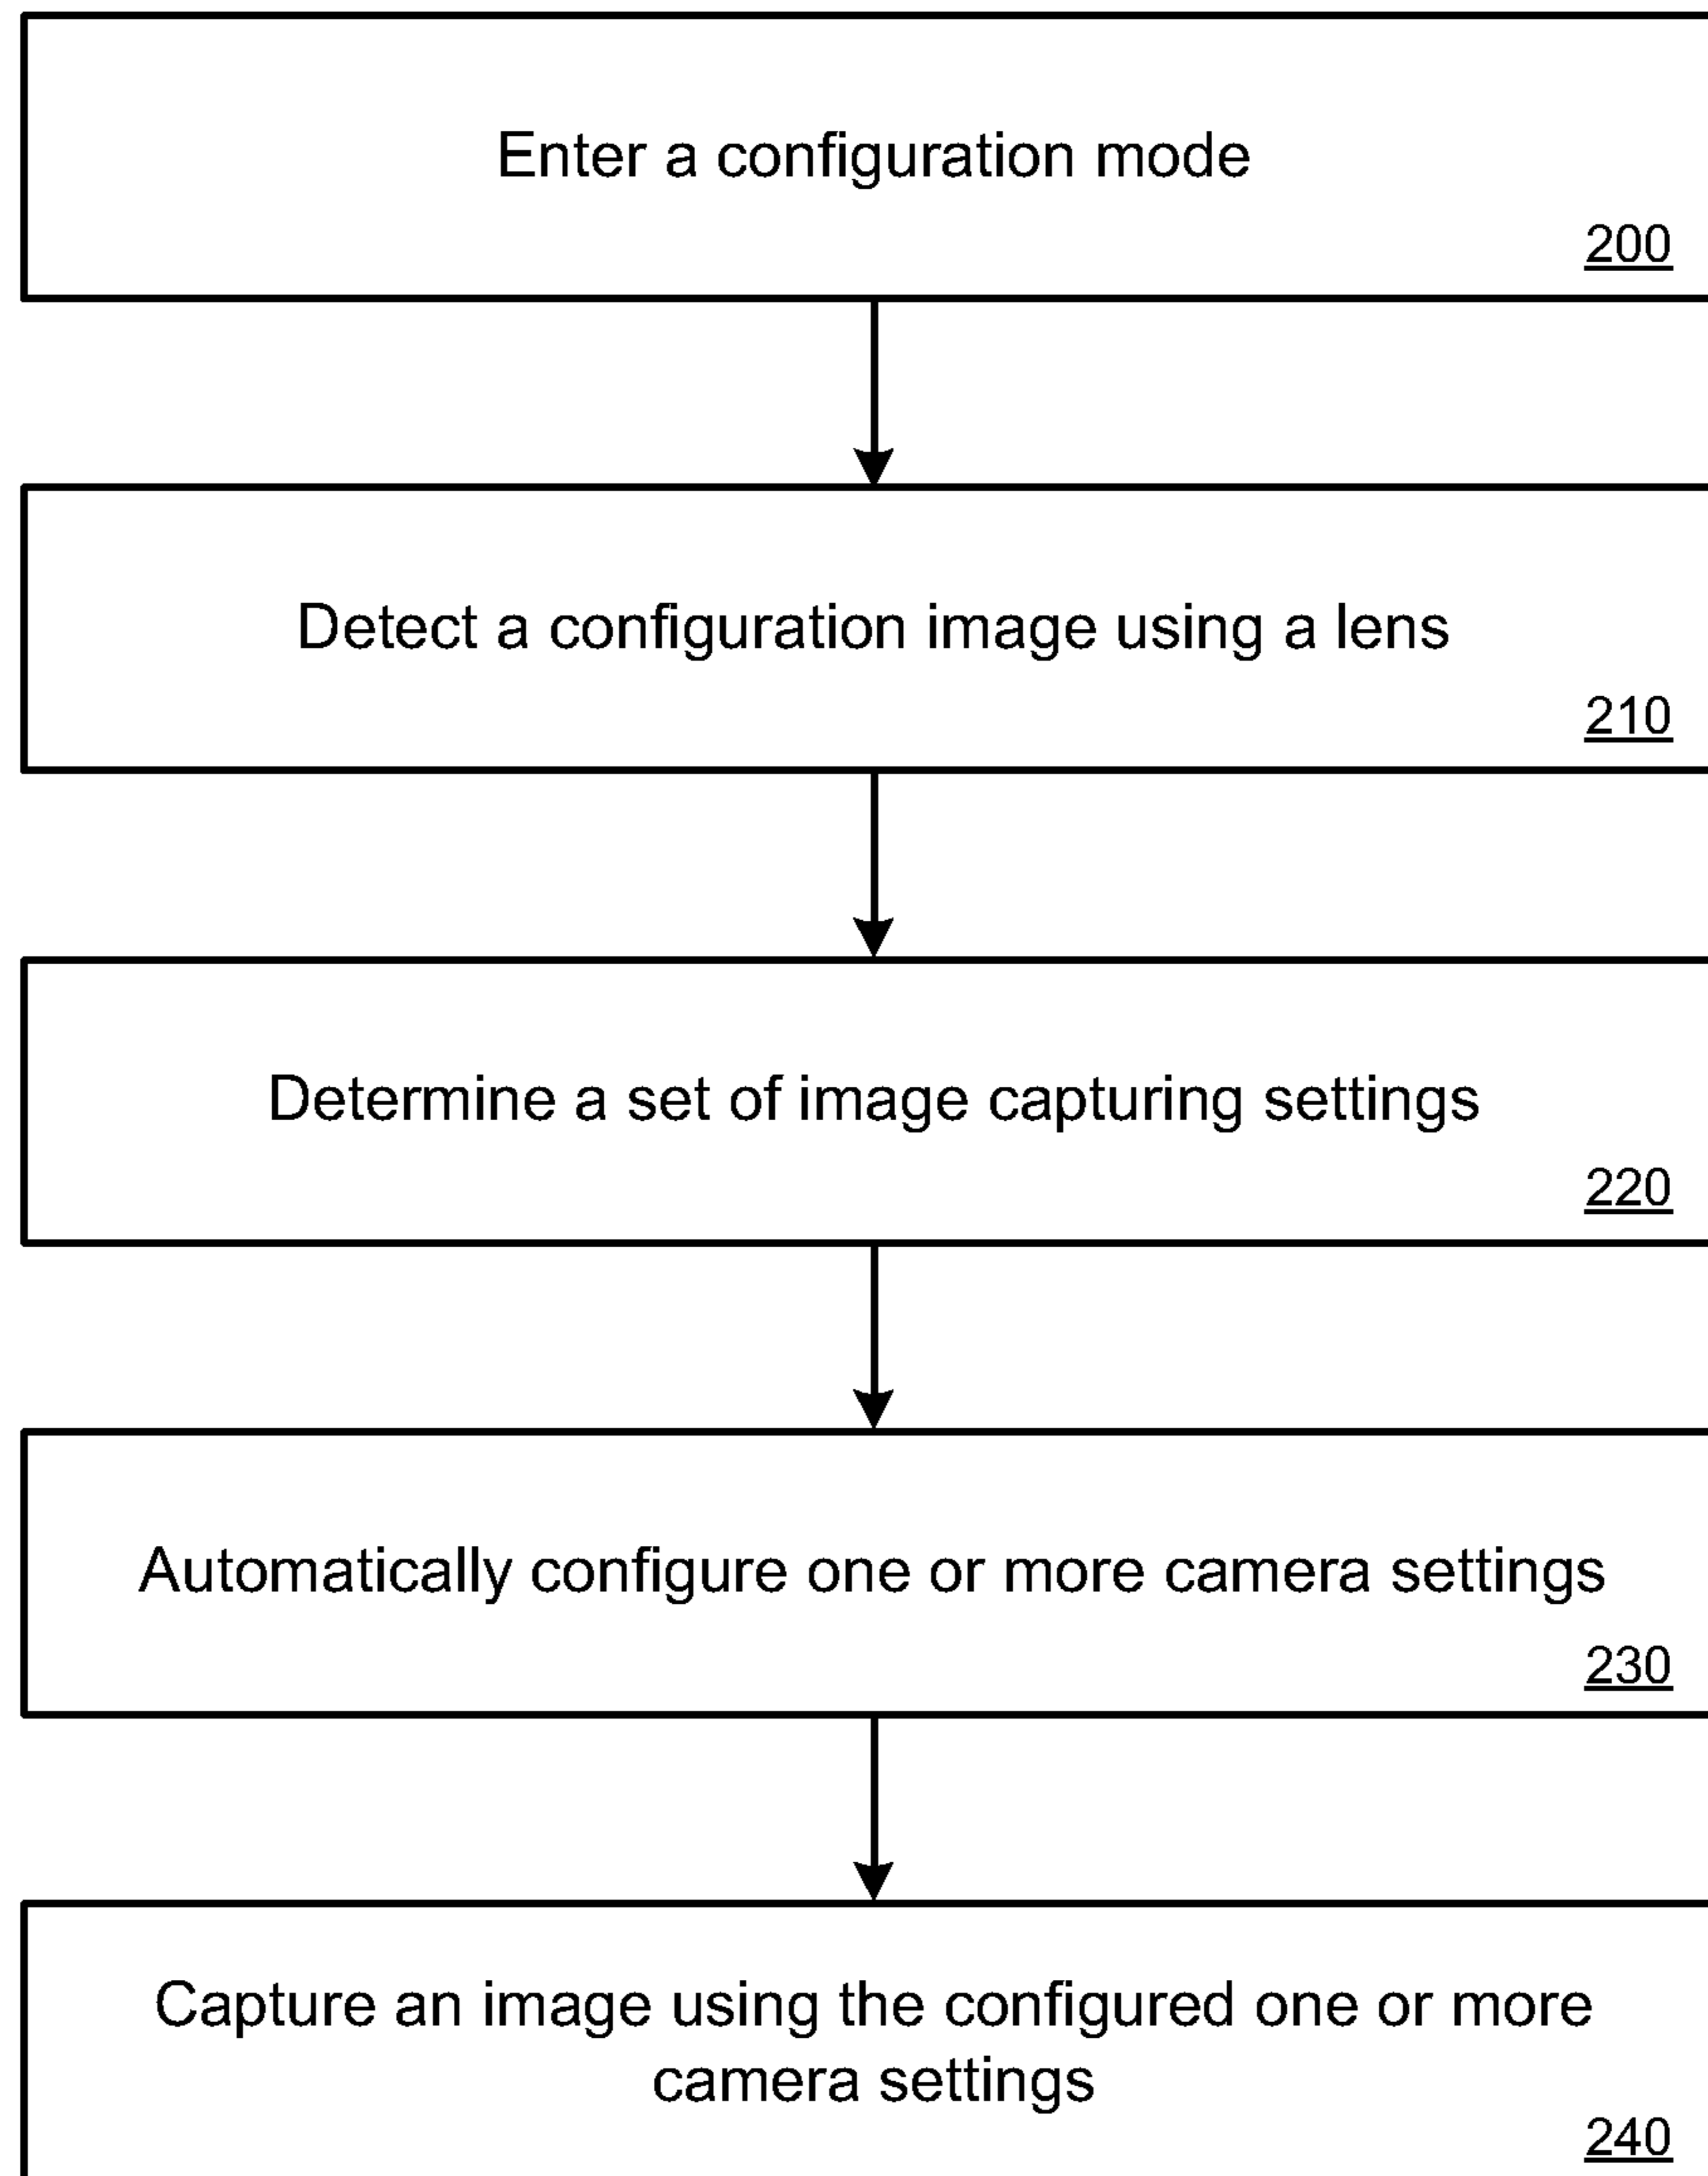 Enter a configuration mode
200
Detect a configuration image using a lens
210
Determine a set of image capturing settings
220
Automatically configure one or more camera settings
230
Capture an image using the configured one or more
camera settings
240